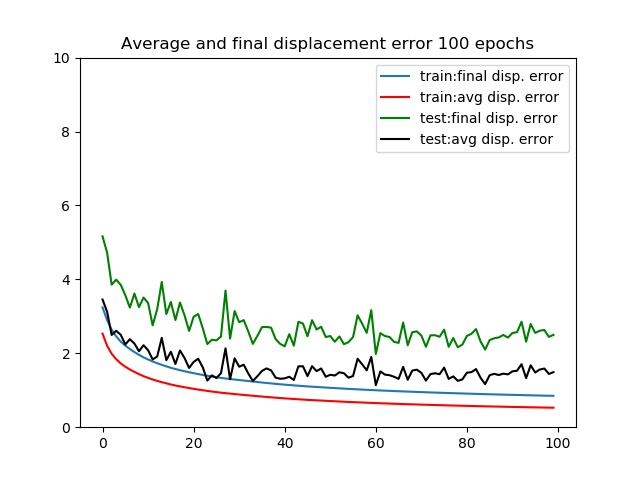 Average and final displacement error 100 epochs
10
8
6
4
2
0
train:final disp. error
train:avg disp. error
test:final disp. error
test:avg disp. error
0 20 40 60 80 100